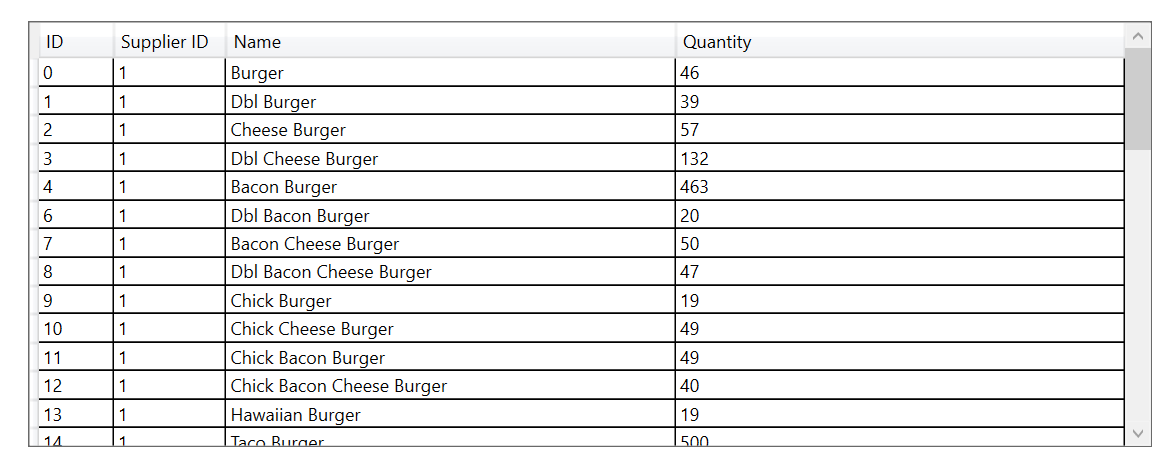 ID Supplier ID Name Quantity
0 1 Burger 46
1 1 Dbl Burger 39
2 1 Cheese Burger 57
3 1 Dbl Cheese Burger 132
4 1 Bacon Burger 463
6 1 Dbl Bacon Burger 20
7 1 Bacon Cheese Burger 50
8 1 Dbl Bacon Cheese Burger 47
9 1 Chick Burger 19
10 1 Chick Cheese Burger 49
11 1 Chick Bacon Burger 49
12 1 Chick Bacon Cheese Burger 40
13 1 Hawaiian Burger 19
14 1 Taco Burger 500